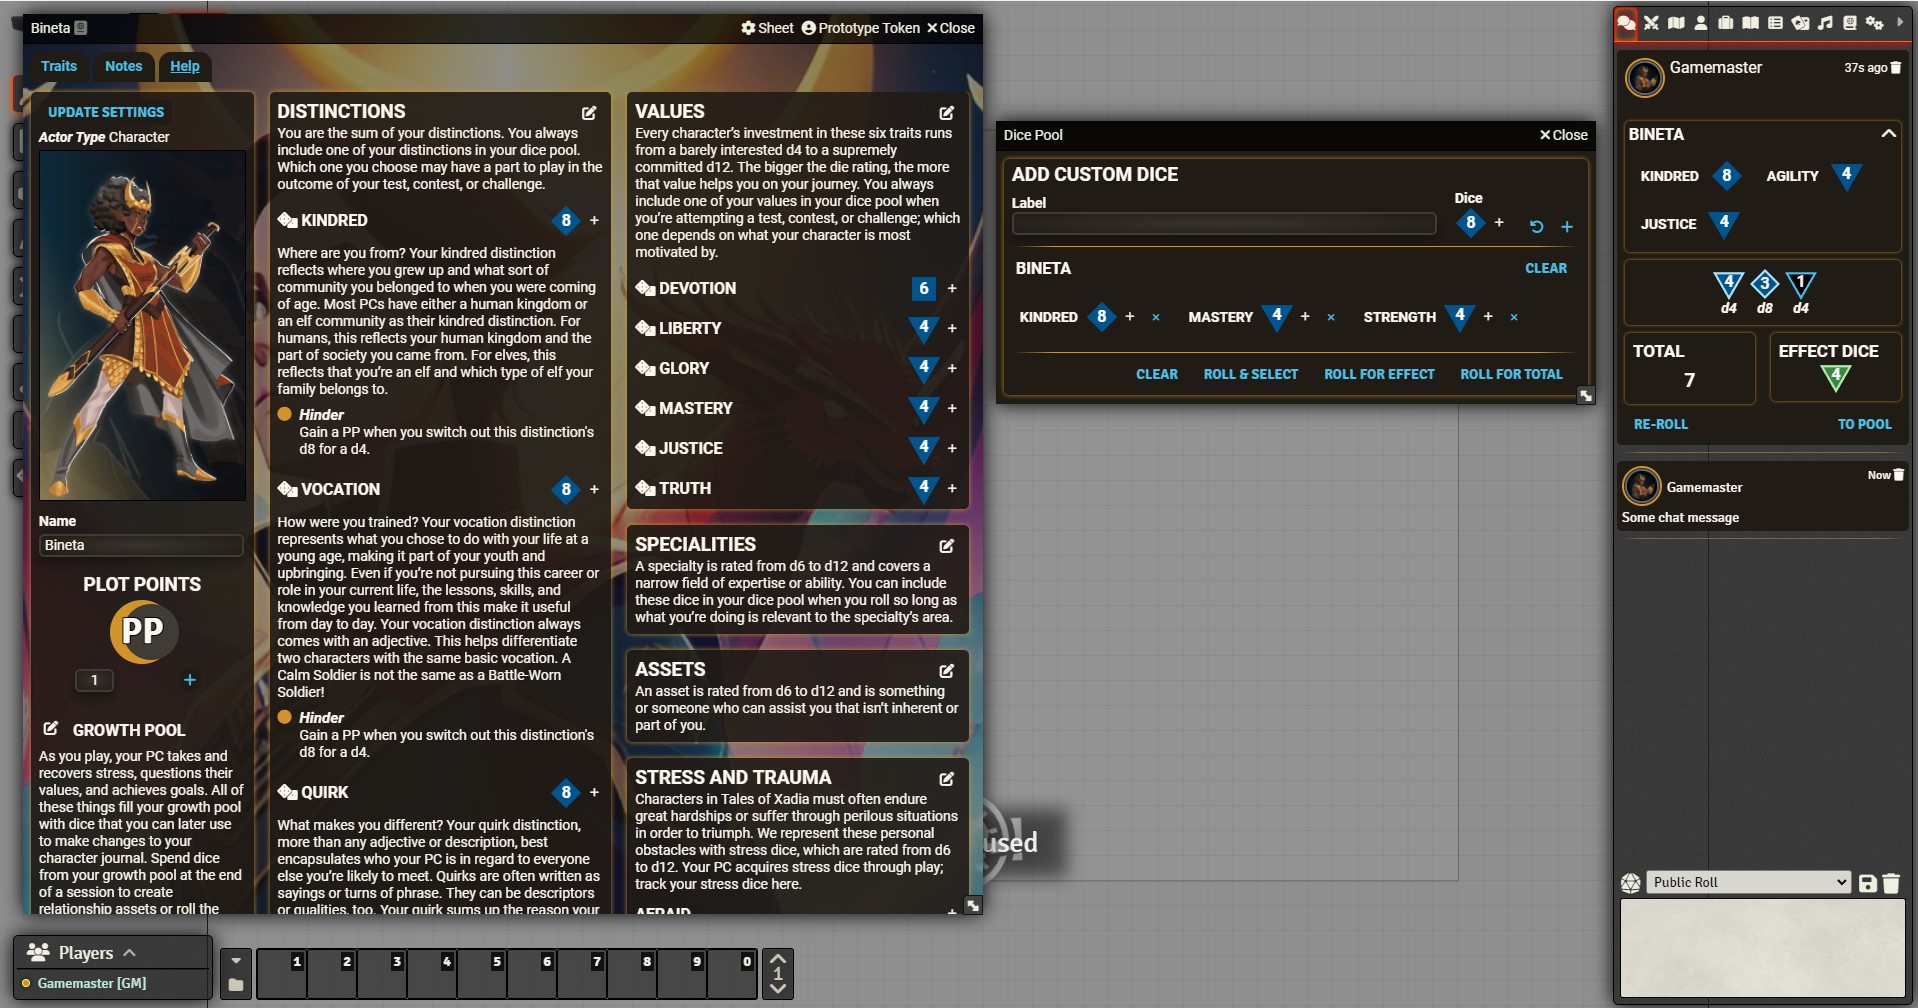 Bineta
Sheet Prototype Token Close
Traits Notes Help
UPDATE SETTINGS
Actor Type Character
Name
Bineta
PLOT POINTS
PP
1 +
GROWTH POOL
As you play, your PC takes and
recovers stress, questions their
values, and achieves goals. All of
these things fill your growth pool
with dice that you can later use
to make changes to your
character journal. Spend dice
from your growth pool at the end
of a session to create
relationship assets or roll the
DISTINCTIONS
You are the sum of your distinctions. You always
include one of your distinctions in your dice pool.
Which one you choose may have a part to play in the
outcome of your test, contest, or challenge.
KINDRED 8 +
Where are you from? Your kindred distinction
reflects where you grew up and what sort of
community you belonged to when you were coming
of age. Most PCs have either a human kingdom or
an elf community as their kindred distinction. For
humans, this reflects your human kingdom and the
part of society you came from. For elves, this
reflects that you're an elf and which type of elf your
family belongs to.
Hinder
Gain a PP when you switch out this distinction's
d8 for a d4.
VOCATION 8 +
How were you trained? Your vocation distinction
represents what you chose to do with your life at a
young age, making it part of your youth and
upbringing. Even if you're not pursuing this career or
role in your current life, the lessons, skills, and
knowledge you learned from this make it useful
from day to day. Your vocation distinction always
comes with an adjective. This helps differentiate
two characters with the same basic vocation. A
Calm Soldier is not the same as a Battle-Worn
Soldier!
Hinder
Gain a PP when you switch out this distinction's
d8 for a d4.
QUIRK 8 +
What makes you different? Your quirk distinction,
more than any adjective or description, best
encapsulates who your PC is in regard to everyone
else you're likely to meet. Quirks are often written as
sayings or turns of phrase. They can be descriptors
or qualities, too. Your quirk sums up the reason your
VALUES
Every character's investment in these six traits runs
from a barely interested d4 to a supremely
committed d12. The bigger the die rating, the more
that value helps you on your journey. You always
include one of your values in your dice pool when
you're attempting a test, contest, or challenge; which
one depends on what your character is most
motivated by.
DEVOTION 6 +
LIBERTY 4 +
GLORY 4 +
MASTERY 4 +
JUSTICE 4 +
TRUTH 4 +
SPECIALITIES
A specialty is rated from d6 to d12 and covers a
narrow field of expertise or ability. You can include
these dice in your dice pool when you roll so long as
what you're doing is relevant to the specialty's area.
ASSETS
An asset is rated from d6 to d12 and is something
or someone who can assist you that isn't inherent or
part of you.
STRESS AND TRAUMA
Characters in Tales of Xadia must often endure
great hardships or suffer through perilous situations
in order to triumph. We represent these personal
obstacles with stress dice, which are rated from d6
to d12. Your PC acquires stress dice through play;
track your stress dice here.
AFRAID +
Dice Pool
Close
ADD CUSTOM DICE
Label
Dice
8 + +
BINETA CLEAR
KINDRED 8 + × MASTERY 4 + × STRENGTH 4 + ×
CLEAR ROLL & SELECT ROLL FOR EFFECT ROLL FOR TOTAL
used
Gamemaster 37s ago
BINETA
KINDRED 8 AGILITY 4
JUSTICE 4
4 3 1
d4 d8 d4
TOTAL
7
EFFECT DICE
4
RE-ROLL TO POOL
Gamemaster Now
Some chat message
Public Roll
Players
Gamemaster [GM]
1 2 3 4 5 6 7 8 9 0
1